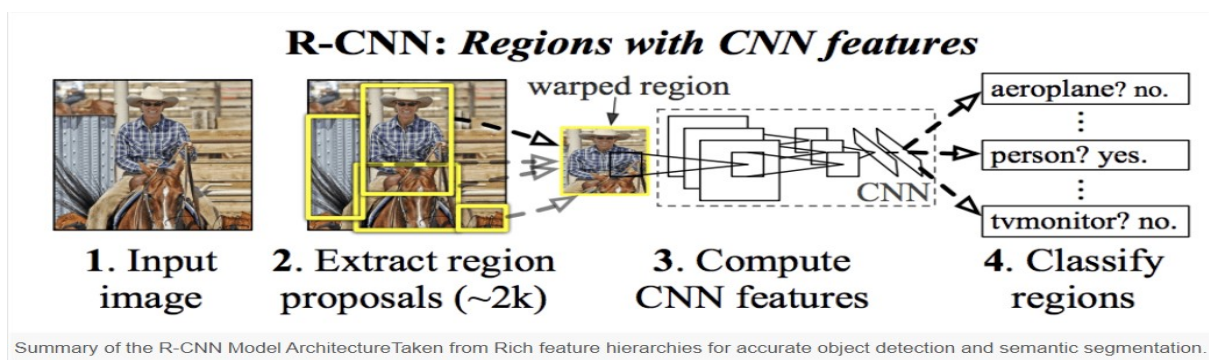 R-CNN: Regions with CNN features
warped region
aeroplane? no.
person? yes.
CNN
tvmonitor? no.
1. Input
image
2. Extract region
proposals (~2k)
3. Compute
CNN features
4. Classify
regions
Summary of the R-CNN Model ArchitectureTaken from Rich feature hierarchies for accurate object detection and semantic segmentation.